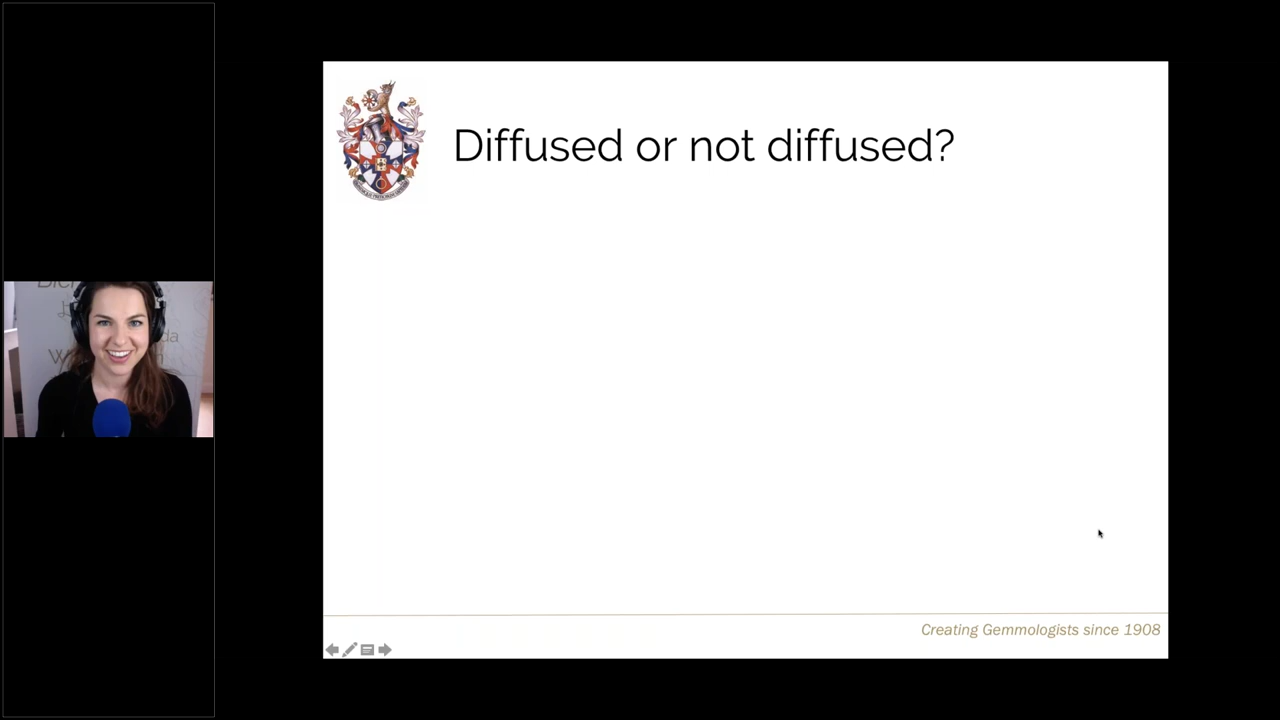 Diffused or not diffused?
Creating Gemmologists since 1908